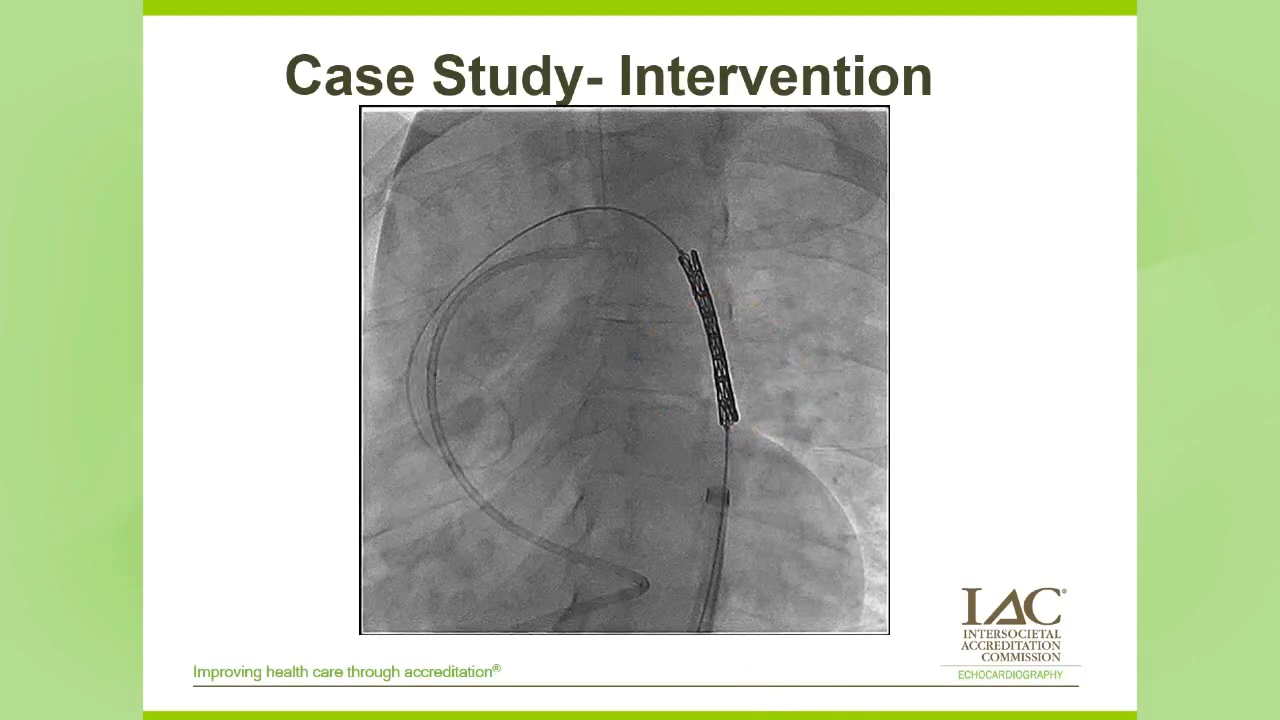 Case Study- Intervention
IAC®
INTERSOCIETAL
ACCREDITATION
COMMISSION
ECHOCARDIOGRAPHY
Improving health care through accreditation®